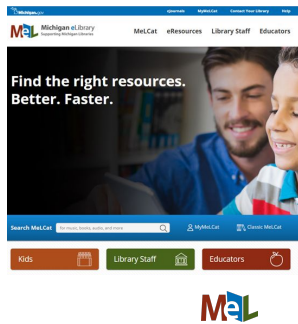 Michigan.gov
eJournals MyMeLCat Contact Your Library Help
MeL Michigan eLibrary
Supporting Michigan Libraries
MeLCat eResources Library Staff Educators
Find the right resources.
Better. Faster.
Search MeLCat For music, books, audio, and more MyMeLCat Classic MeLCat
Kids Library Staff Educators
MeL